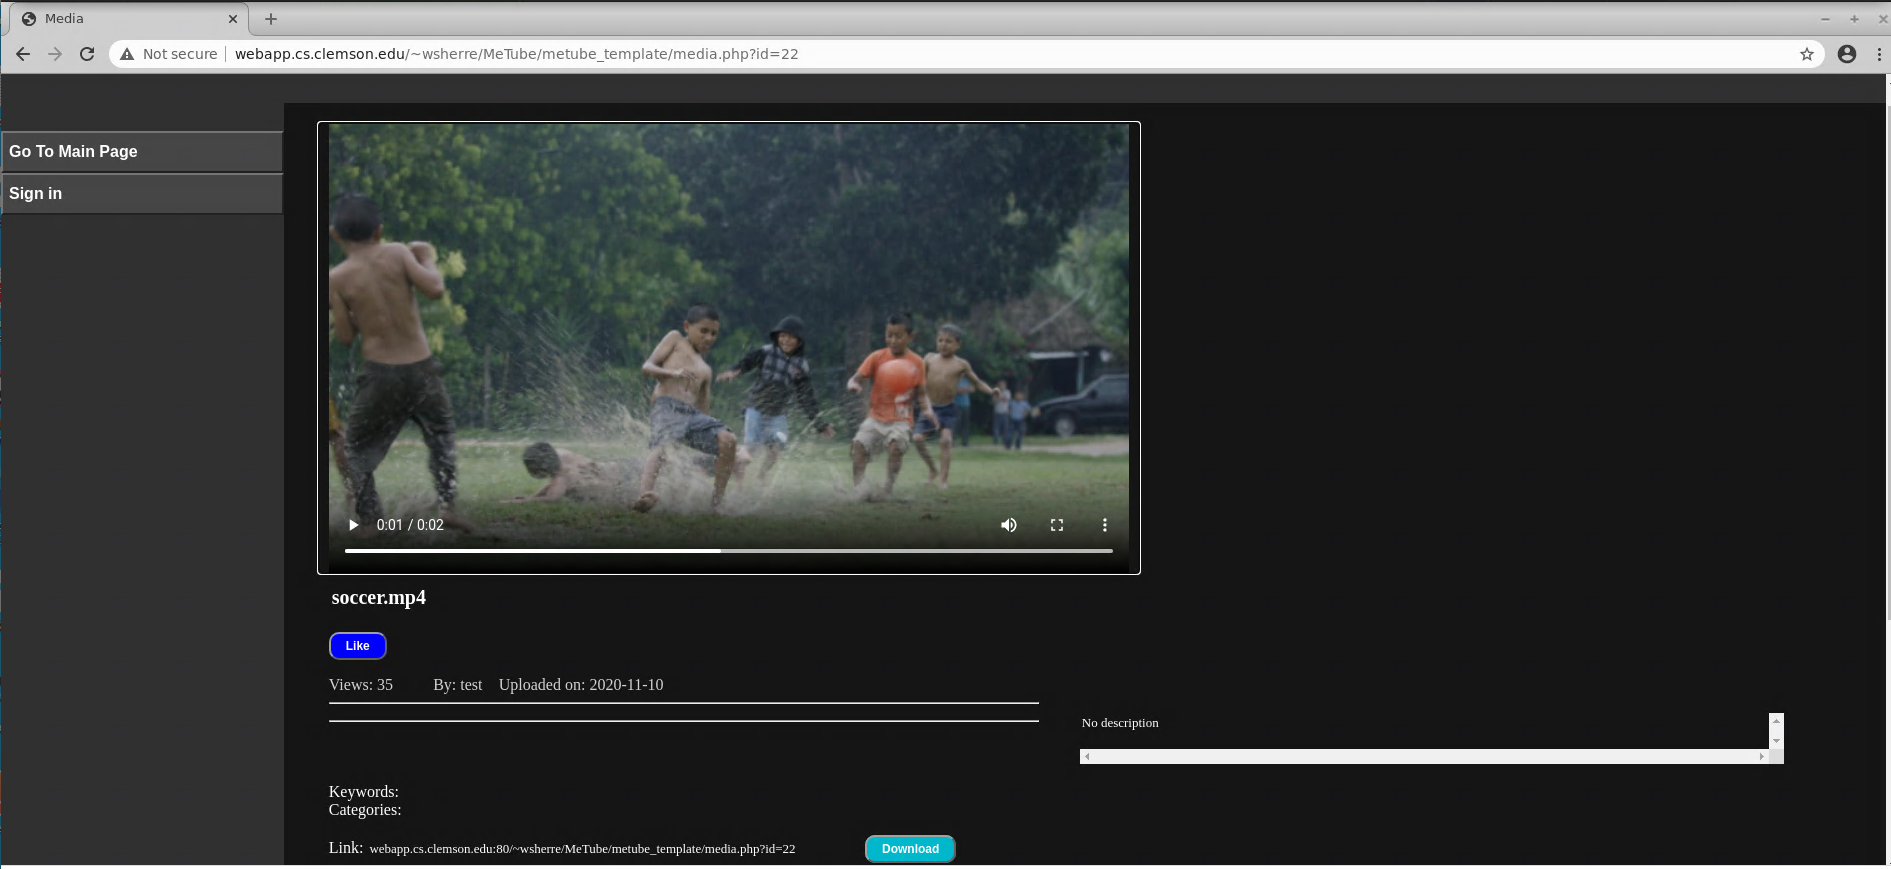 Media
Not secure webapp.cs.clemson.edu/~wsherre/MeTube/metube_template/media.php?id=22
Go To Main Page
Sign in
0:01 / 0:02
soccer.mp4
Like
Views: 35 By: test Uploaded on: 2020-11-10
No description
Keywords:
Categories:
Link: webapp.cs.clemson.edu:80/~wsherre/MeTube/metube_template/media.php?id=22 Download